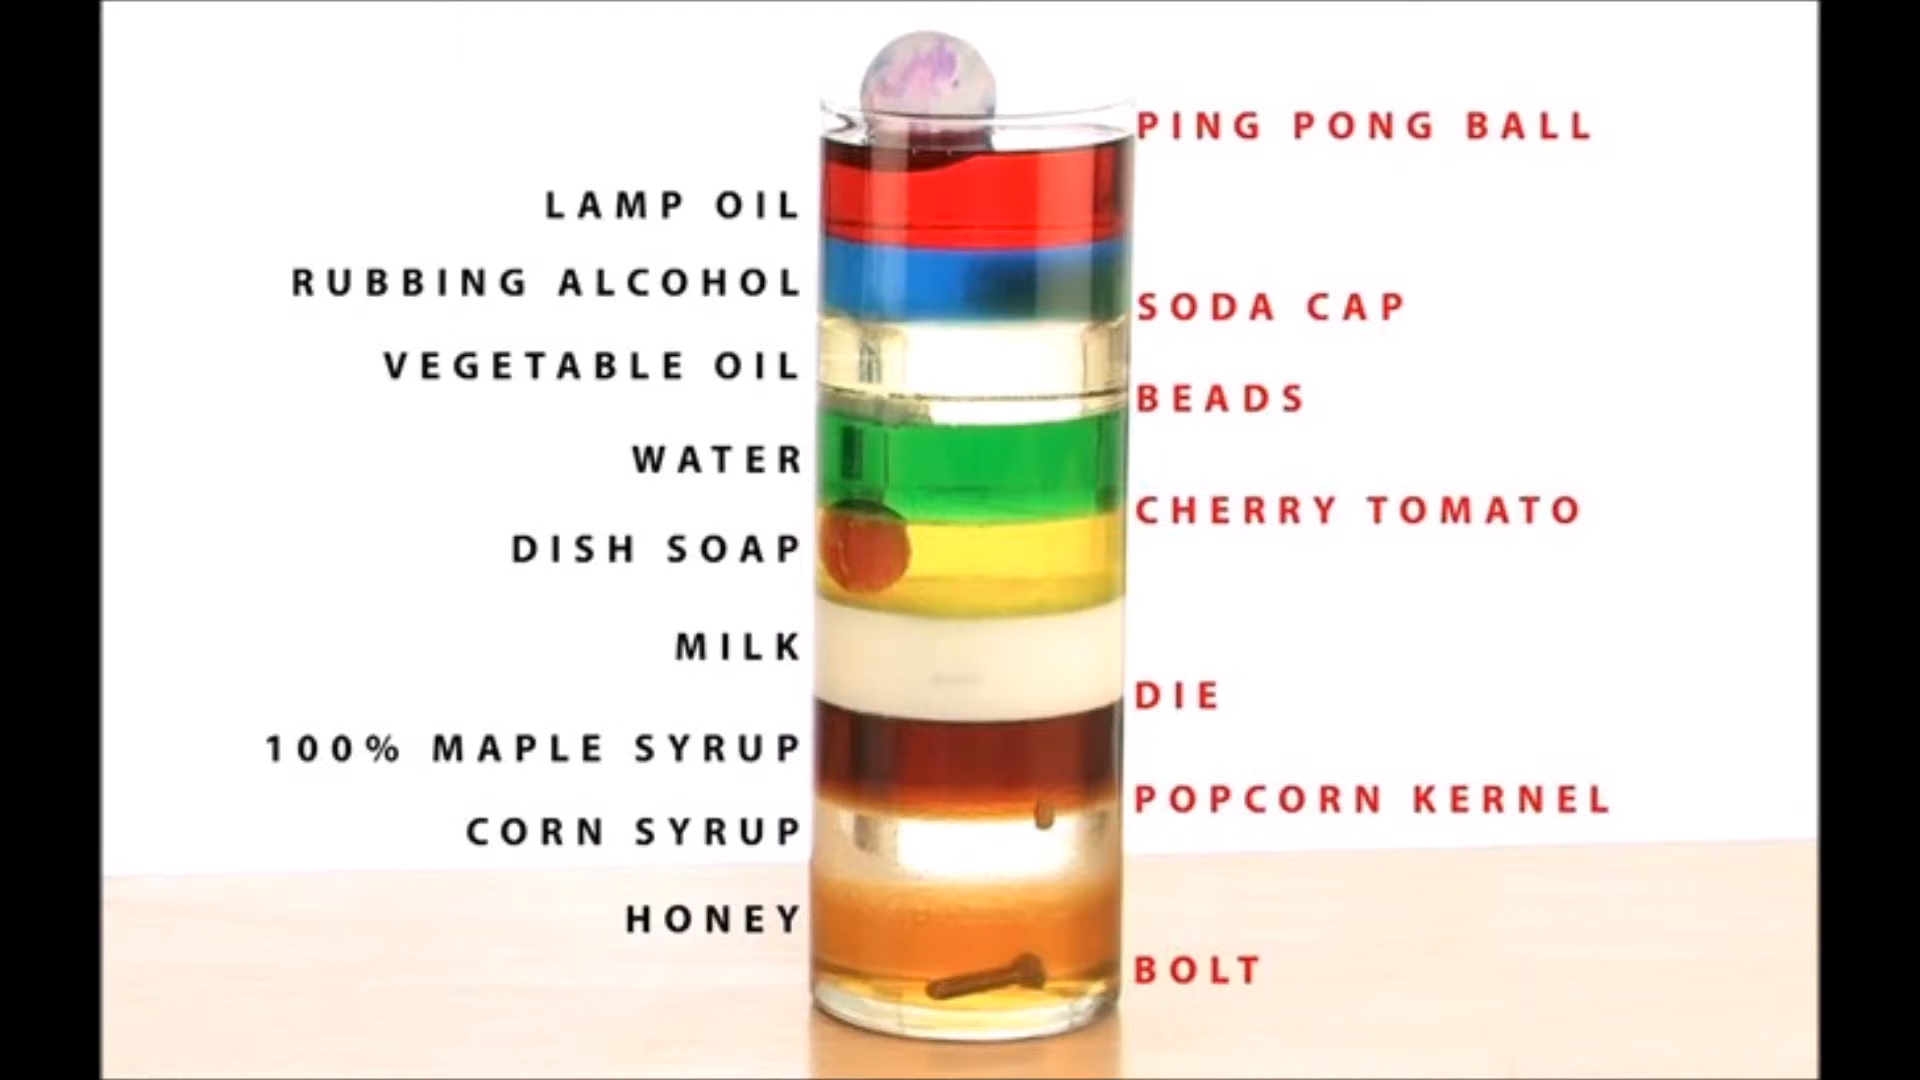 PING PONG BALL
LAMP OIL
RUBBING ALCOHOL
SODA CAP
VEGETABLE OIL
BEADS
WATER
CHERRY TOMATO
DISH SOAP
MILK
DIE
100% MAPLE SYRUP
POPCORN KERNEL
CORN SYRUP
HONEY
BOLT